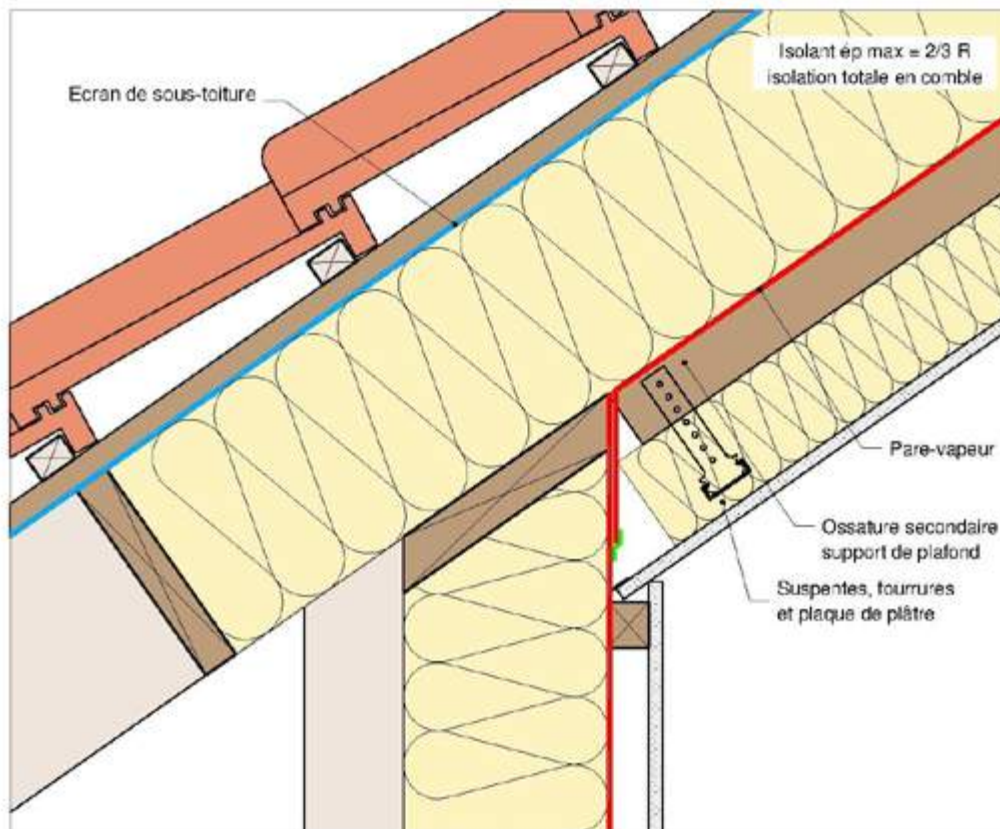 Isolant ép max = 2/3 R
isolation totale en comble
Ecran de sous-toiture
Pare-vapeur
Ossature secondaire
support de plafond
Suspentes, fourrures
et plaque de plâtre